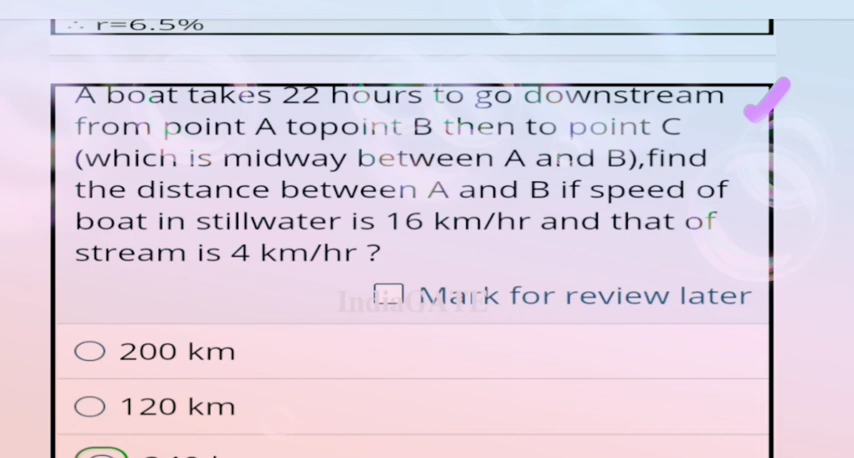 ∴ r=6.5%
A boat takes 22 hours to go downstream
from point A topoint B then to point C
(which is midway between A and B),find
the distance between A and B if speed of
boat in stillwater is 16 km/hr and that of
stream is 4 km/hr ?
Mark for review later
IndiaGATE
200 km
120 km